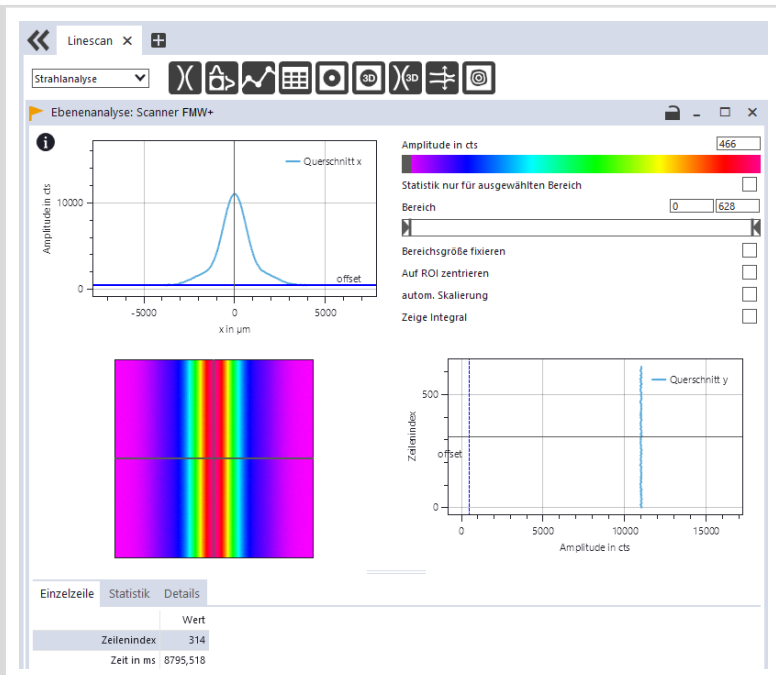 Linescan
Strahlanalyse
3D
3D
Ebenenanalyse: Scanner FMW+
i
Querschnitt x
Amplitude in cts
10000
0
offset
-5000 0 5000
x in µm
Amplitude in cts 466
Statistik nur für ausgewählten Bereich
Bereich 0 628
Bereichsgröße fixieren
Auf ROI zentrieren
autom. Skalierung
Zeige Integral
Querschnitt y
Zeilenindex
500
offset
0
0 5000 10000 15000
Amplitude in cts
Einzelzeile Statistik Details
Wert
Zeilenindex 314
Zeit in ms 8795,518